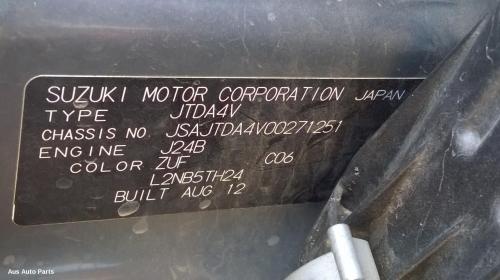 SUZUKI MOTOR CORPORATION JAPAN
TYPE JTDA4V
CHASSIS NO. JSAJTDA4V00271251
ENGINE J24B
COLOR ZUF C06
L2NB5TH24
BUILT AUG 12
Aus Auto Parts